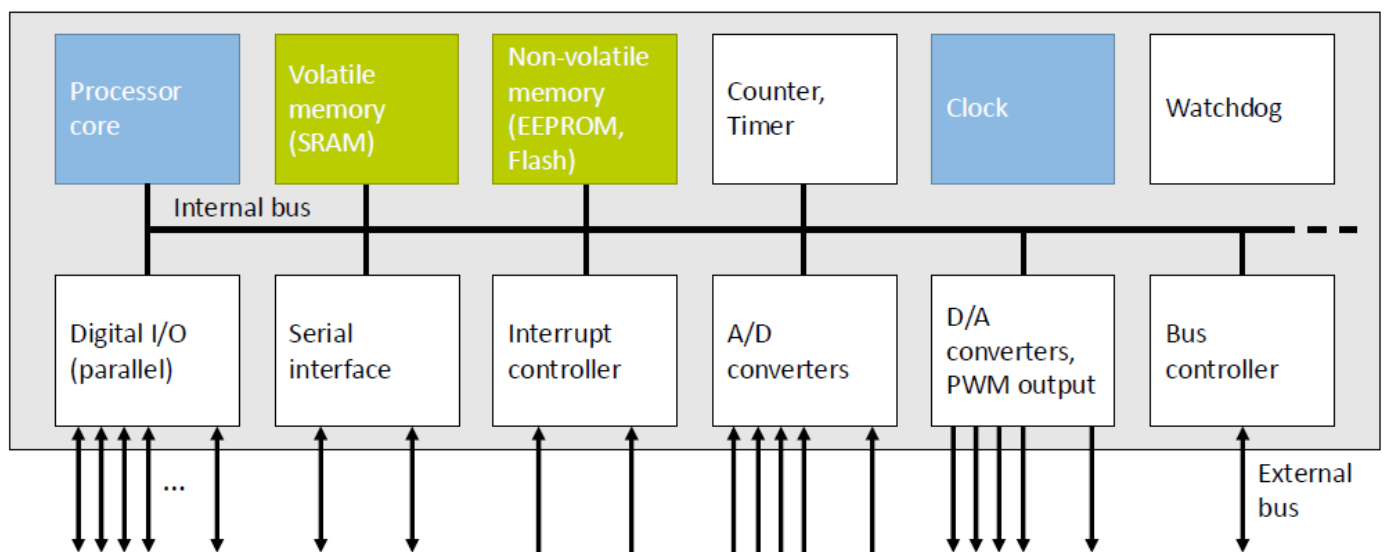 Processor
core
Volatile
memory
(SRAM)
Non-volatile
memory
(EEPROM,
Flash)
Counter,
Timer
Clock
Watchdog
Internal bus
Digital I/O
(parallel)
Serial
interface
Interrupt
controller
A/D
converters
D/A
converters,
PWM output
Bus
controller
...
External
bus